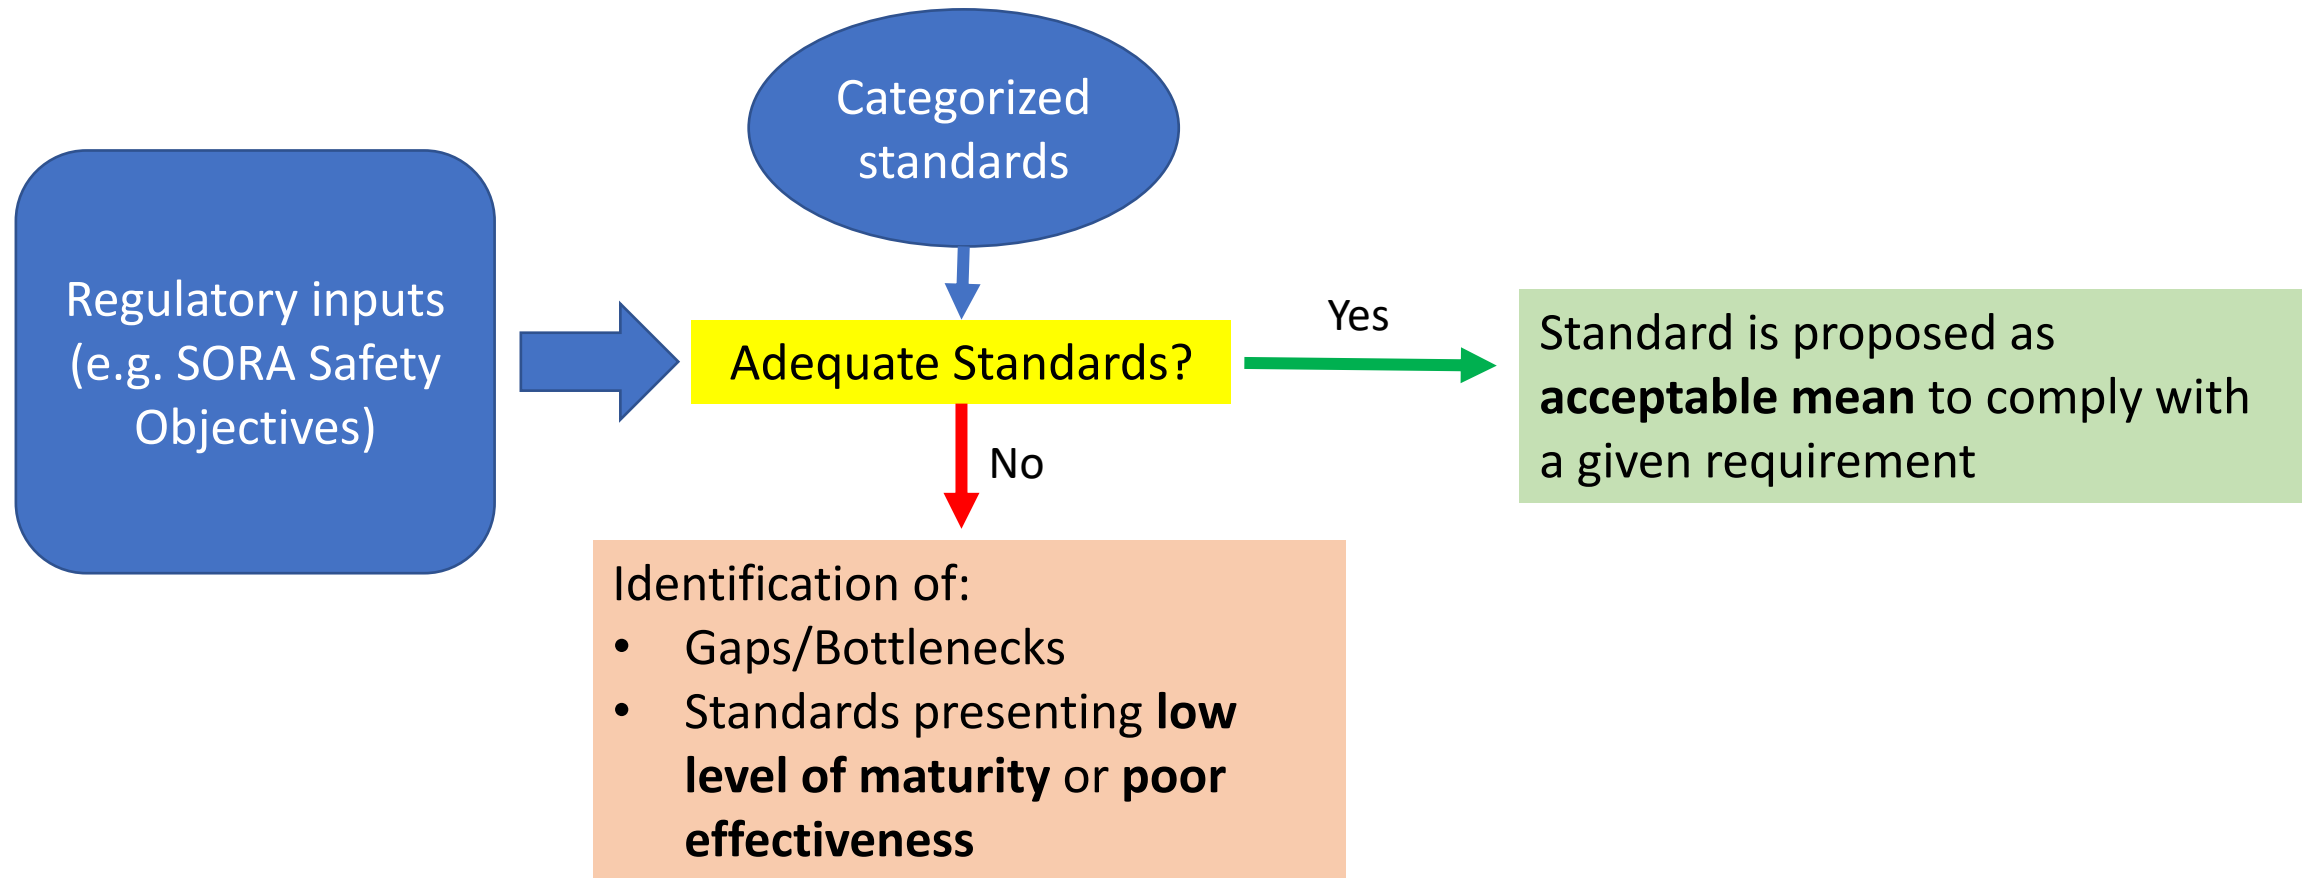 Categorized
standards
Regulatory inputs
(e.g. SORA Safety
Objectives)
Adequate Standards?
Yes
Standard is proposed as
acceptable mean to comply with
a given requirement
No
Identification of:
• Gaps/Bottlenecks
• Standards presenting low
level of maturity or poor
effectiveness